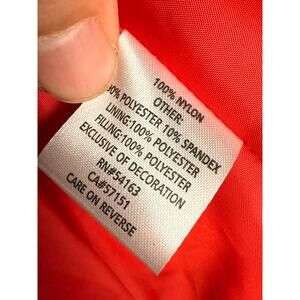 100% NYLON
OTHER:
90% POLYESTER 10% SPANDEX
LINING:100% POLYESTER
FILLING:100% POLYESTER
EXCLUSIVE OF DECORATION
RN#54163
CA#57151
CARE ON REVERSE